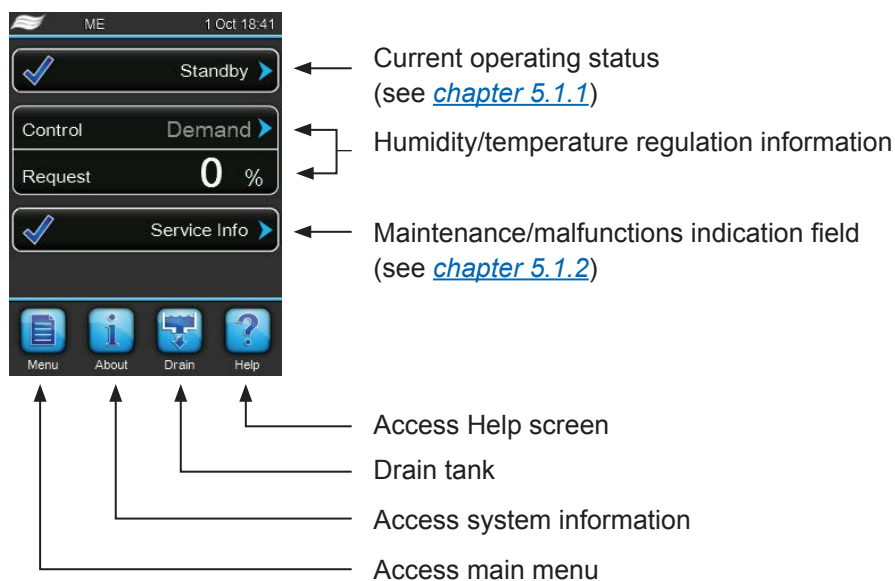 ME 1 Oct 18:41
Standby
Current operating status
(see chapter 5.1.1)
Control Demand
Humidity/temperature regulation information
Request 0 %
Service Info
Maintenance/malfunctions indication field
(see chapter 5.1.2)
i
?
Menu About Drain Help
Access Help screen
Drain tank
Access system information
Access main menu